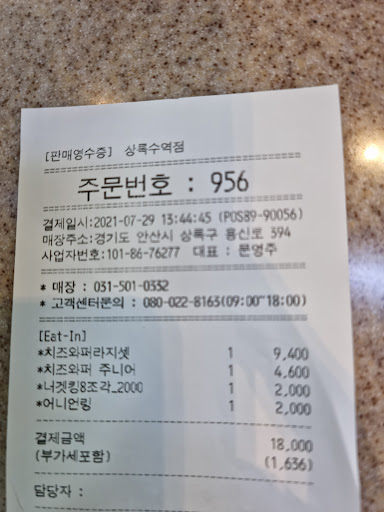 [판매영수증] 상록수역점
주문번호 : 956
결제일시:2021-07-29 13:44:45 (POS89-90056)
매장주소:경기도 안산시 상록구 용신로 394
사업자번호:101-86-76277 대표 : 문영주
* 매장 : 031-501-0332
* 고객센터문의 : 080-022-8163(09:00~18:00)
[Eat-In]
*치즈와퍼라지셋 1 9,400
*치즈와퍼 주니어 1 4,600
*너겟킹8조각_2000 1 2,000
*어니언링 1 2,000
결제금액 18,000
(부가세포함) (1,636)
담당자 :